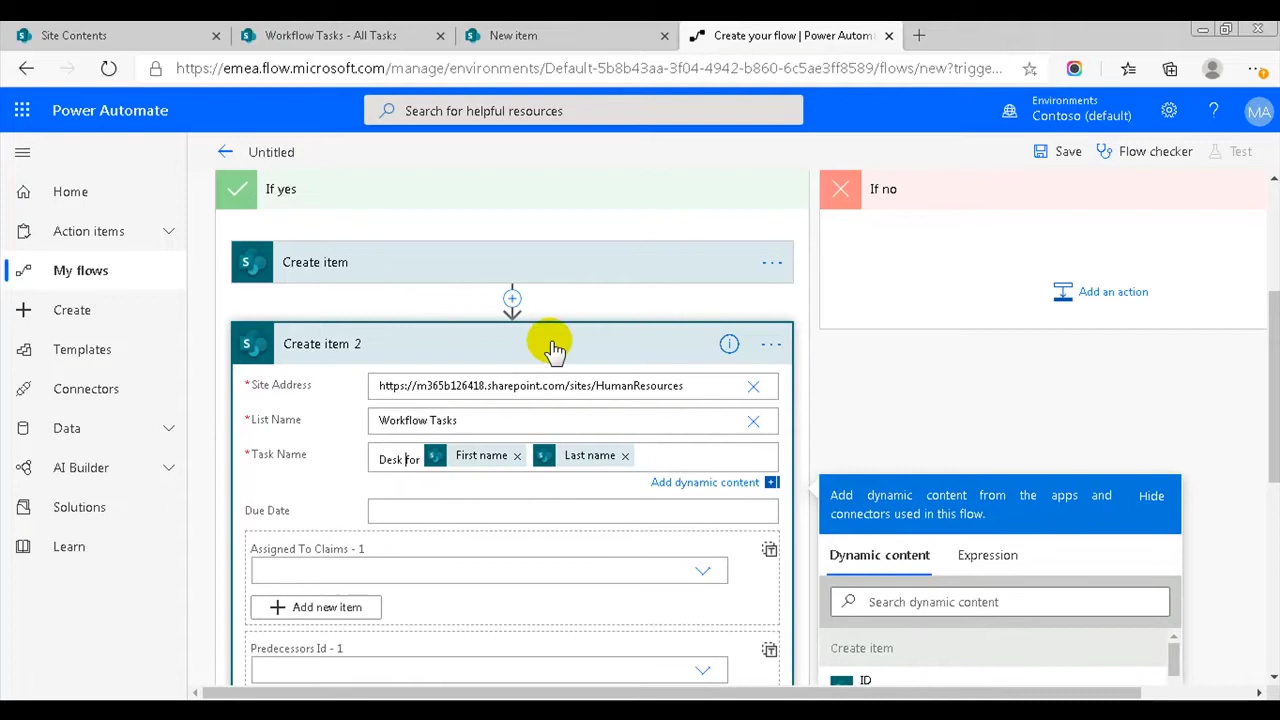 Site Contents
Workflow Tasks - All Tasks
New item
Create your flow | Power Autom
https://emea.flow.microsoft.com/manage/environments/Default-5b8b43aa-3f04-4942-b860-6c5ae3ff8589/flows/new?trigge...
Power Automate
Search for helpful resources
Environments
Contoso (default)
MA
Untitled
Save
Flow checker
Test
Home
Action items
My flows
Create
Templates
Connectors
Data
AI Builder
Solutions
Learn
If yes
If no
Create item
Add an action
Create item 2
* Site Address
https://m365b126418.sharepoint.com/sites/HumanResources
* List Name
Workflow Tasks
* Task Name
Desk for First name Last name
Add dynamic content
Due Date
Assigned To Claims - 1
Add new item
Predecessors Id - 1
Add dynamic content from the apps and
connectors used in this flow.
Hide
Dynamic content
Expression
Search dynamic content
Create item
ID